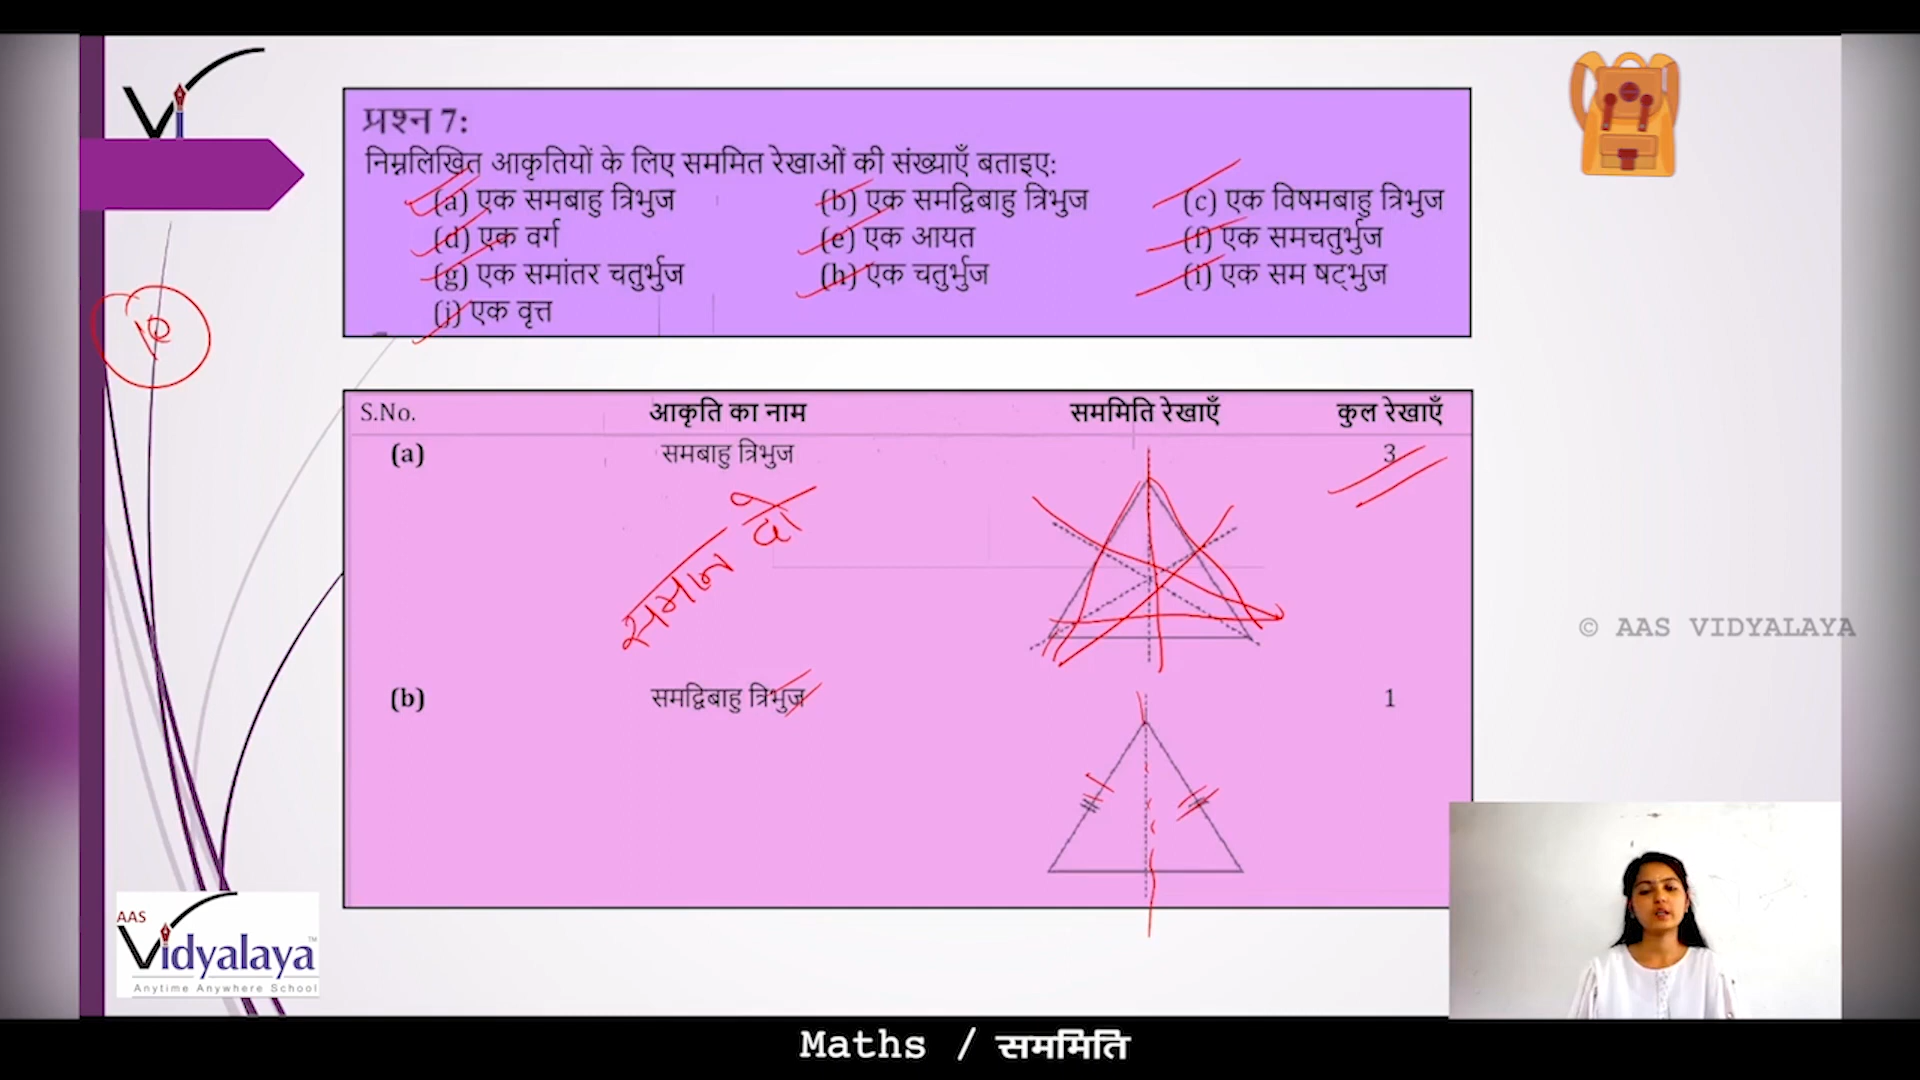 प्रश्न 7:
निम्नलिखित आकृतियों के लिए सममित रेखाओं की संख्याएँ बताइए:
(a) एक समबाहु त्रिभुज (b) एक समद्विबाहु त्रिभुज (c) एक विषमबाहु त्रिभुज
(d) एक वर्ग (e) एक आयत (f) एक समचतुर्भुज
(g) एक समांतर चतुर्भुज (h) एक चतुर्भुज (i) एक सम षट्भुज
(j) एक वृत्त
S.No. आकृति का नाम सममिति रेखाएँ कुल रेखाएँ
(a) समबाहु त्रिभुज 3
समान दो
© AAS VIDYALAYA
(b) समद्विबाहु त्रिभुज 1
AAS
Vidyalaya
Anytime Anywhere School
Maths / सममिति